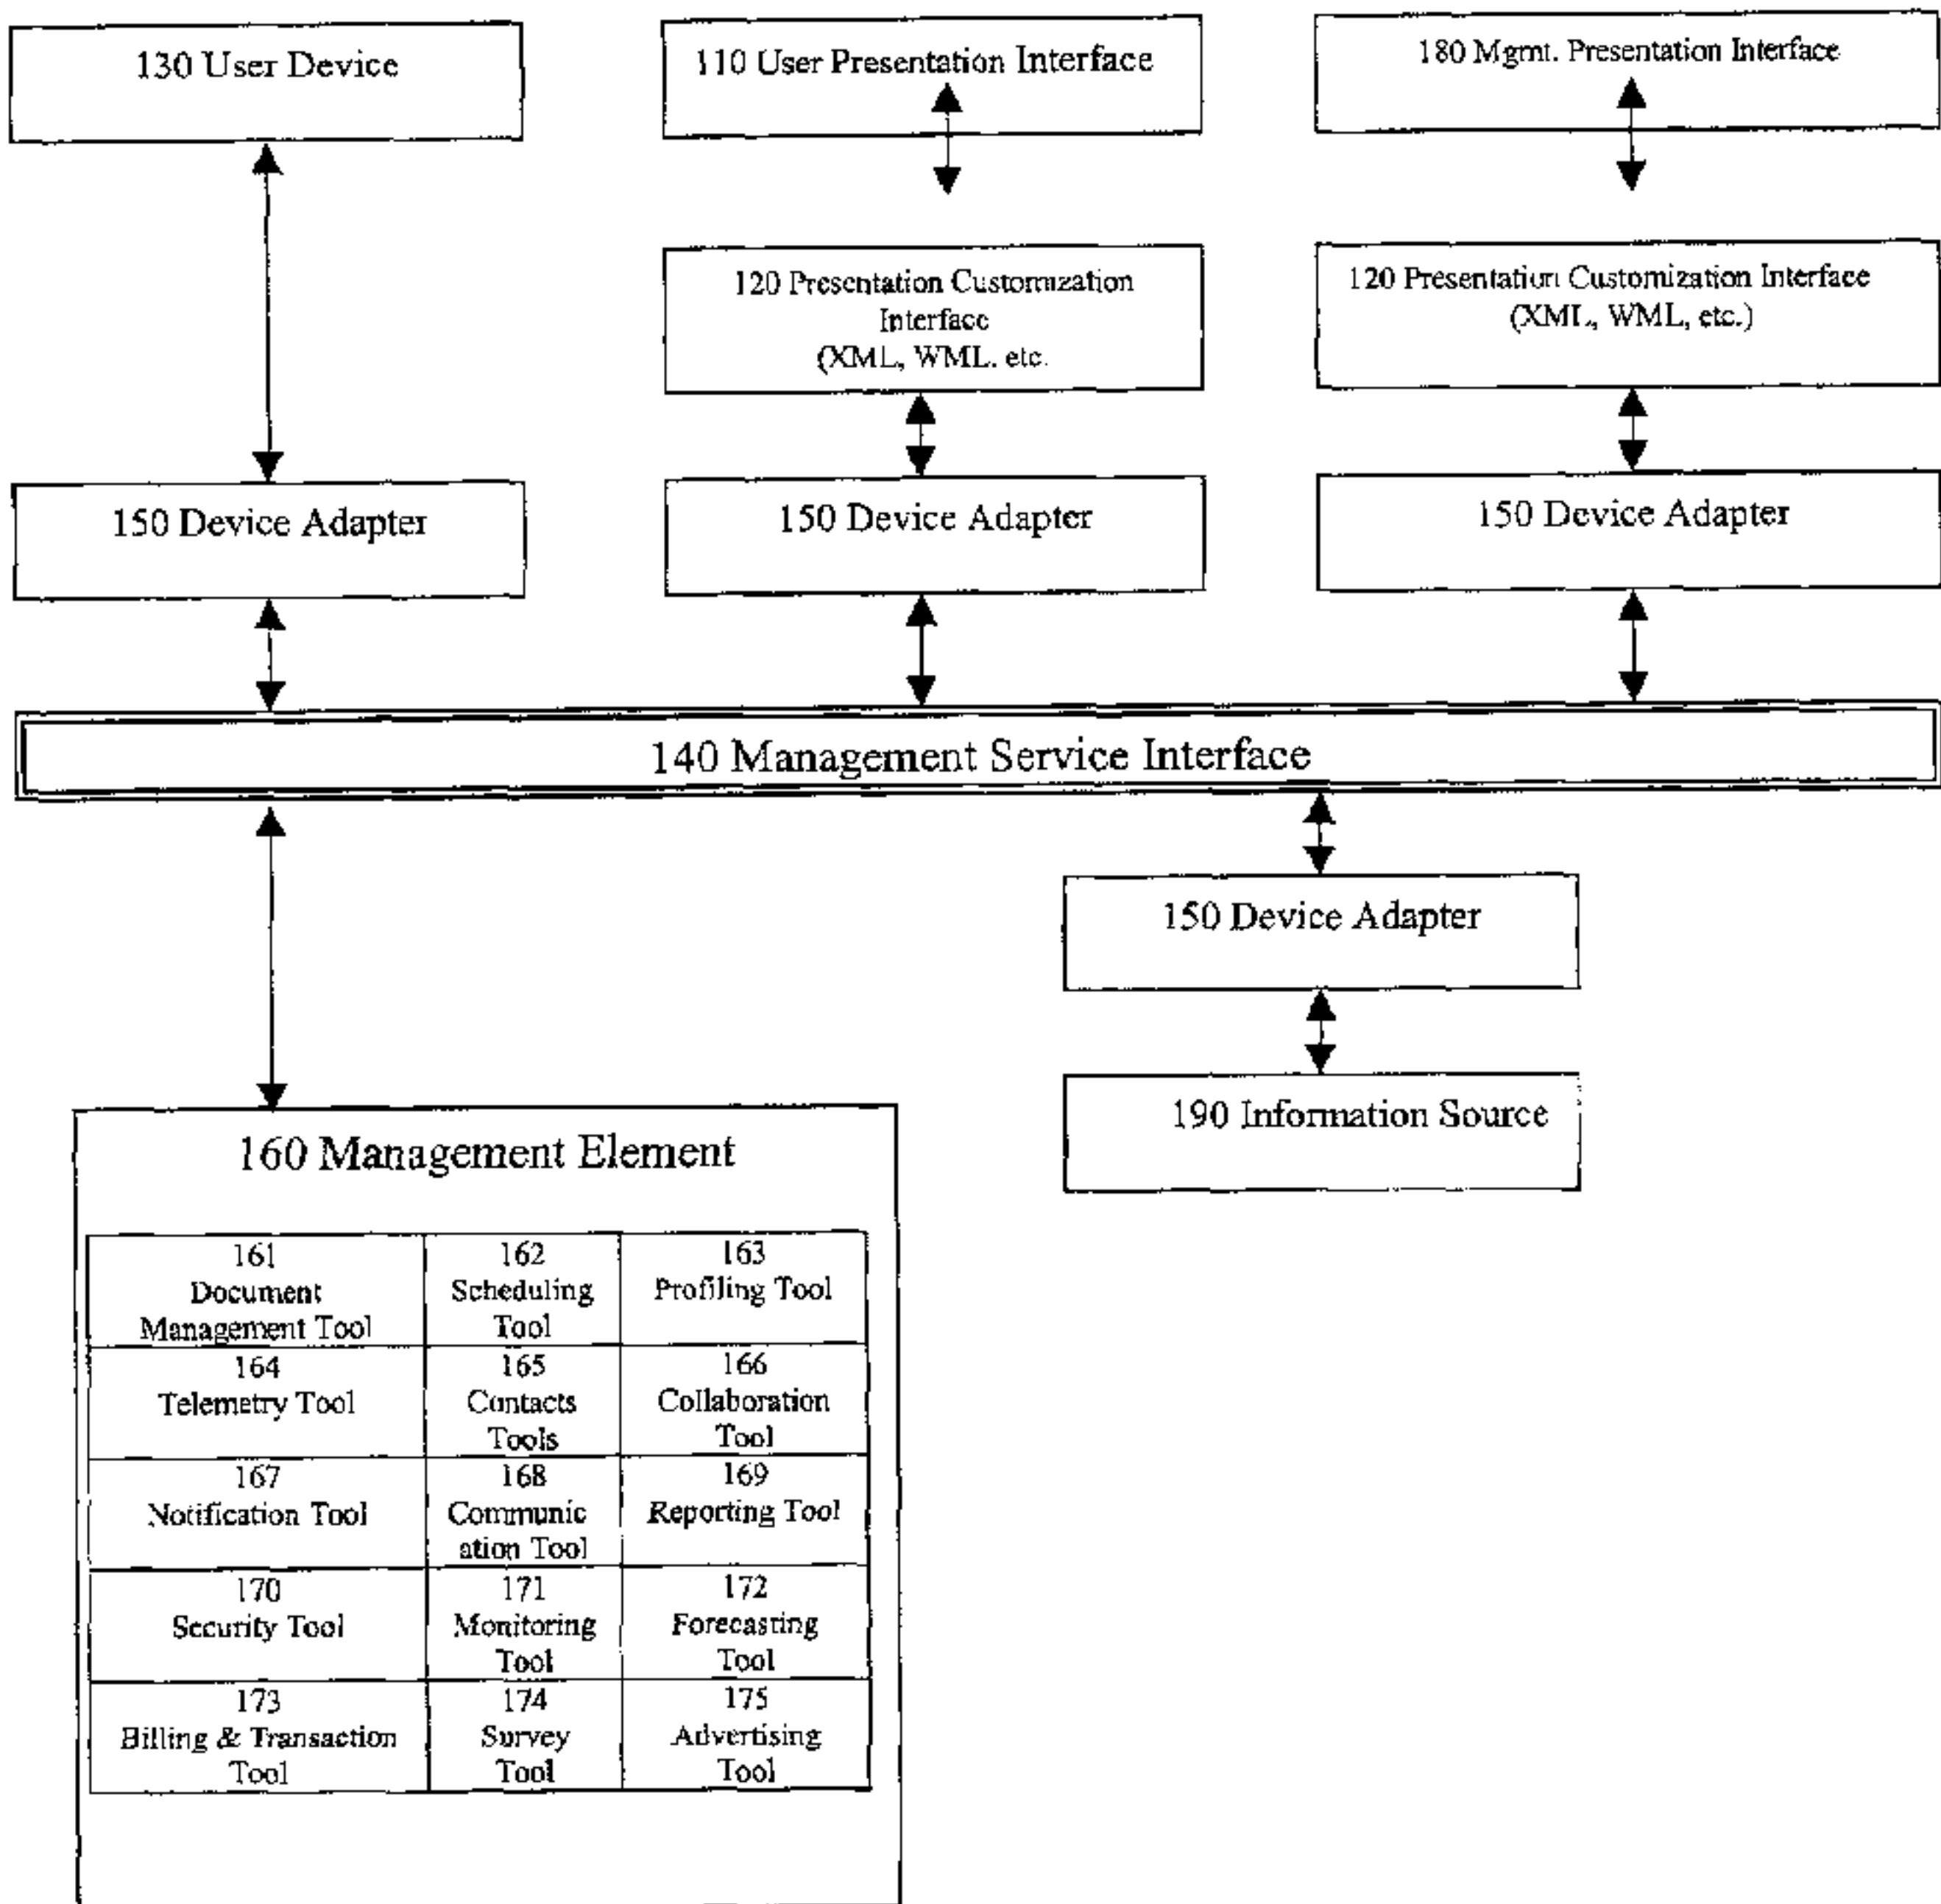 130 User Device
110 User Presentation Interface
180 Mgmt. Presentation Interface
120 Presentation Customization
Interface
(XML, WML. etc.
120 Presentation Customization Interface
(XML, WML, etc.)
150 Device Adapter
150 Device Adapter
150 Device Adapter
140 Management Service Interface
150 Device Adapter
190 Information Source
160 Management Element
161
Document
Management Tool
162
Scheduling
Tool
163
Profiling Tool
164
Telemetry Tool
165
Contacts
Tools
166
Collaboration
Tool
167
Notification Tool
168
Communic
ation Tool
169
Reporting Tool
170
Security Tool
171
Monitoring
Tool
172
Forecasting
Tool
173
Billing & Transaction
Tool
174
Survey
Tool
175
Advertising
Tool